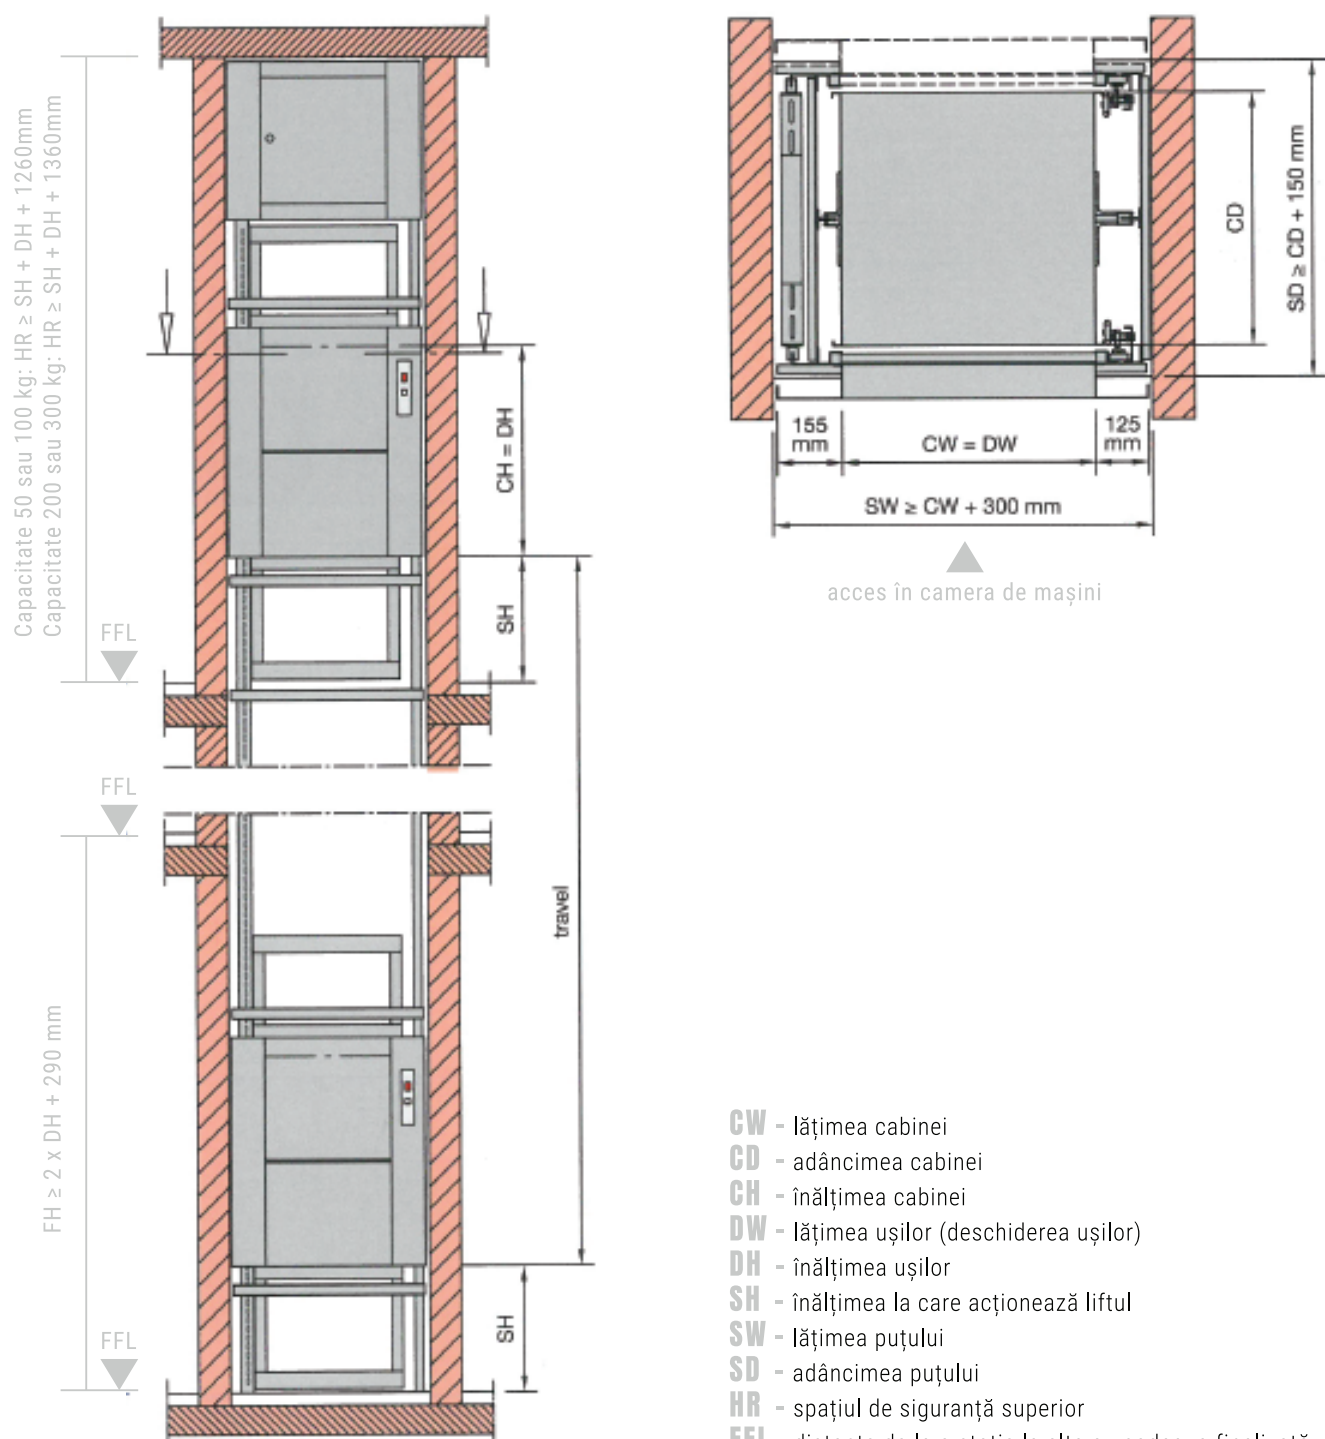 Capacitate 50 sau 100 kg: HR ≥ SH + DH + 1260mm
Capacitate 200 sau 300 kg: HR ≥ SH + DH + 1360mm
FFL
CH = DH
SH
FFL
travel
FH ≥ 2 x DH + 290 mm
FFL
SH
CD
SD ≥ CD + 150 mm
155 mm
CW = DW
125 mm
SW ≥ CW + 300 mm
acces în camera de mașini
CW - lățimea cabinei
CD - adâncimea cabinei
CH - înălțimea cabinei
DW - lățimea ușilor (deschiderea ușilor)
DH - înălțimea ușilor
SH - înălțimea la care acționează liftul
SW - lățimea puțului
SD - adâncimea puțului
HR - spațiul de siguranță superior
FFL